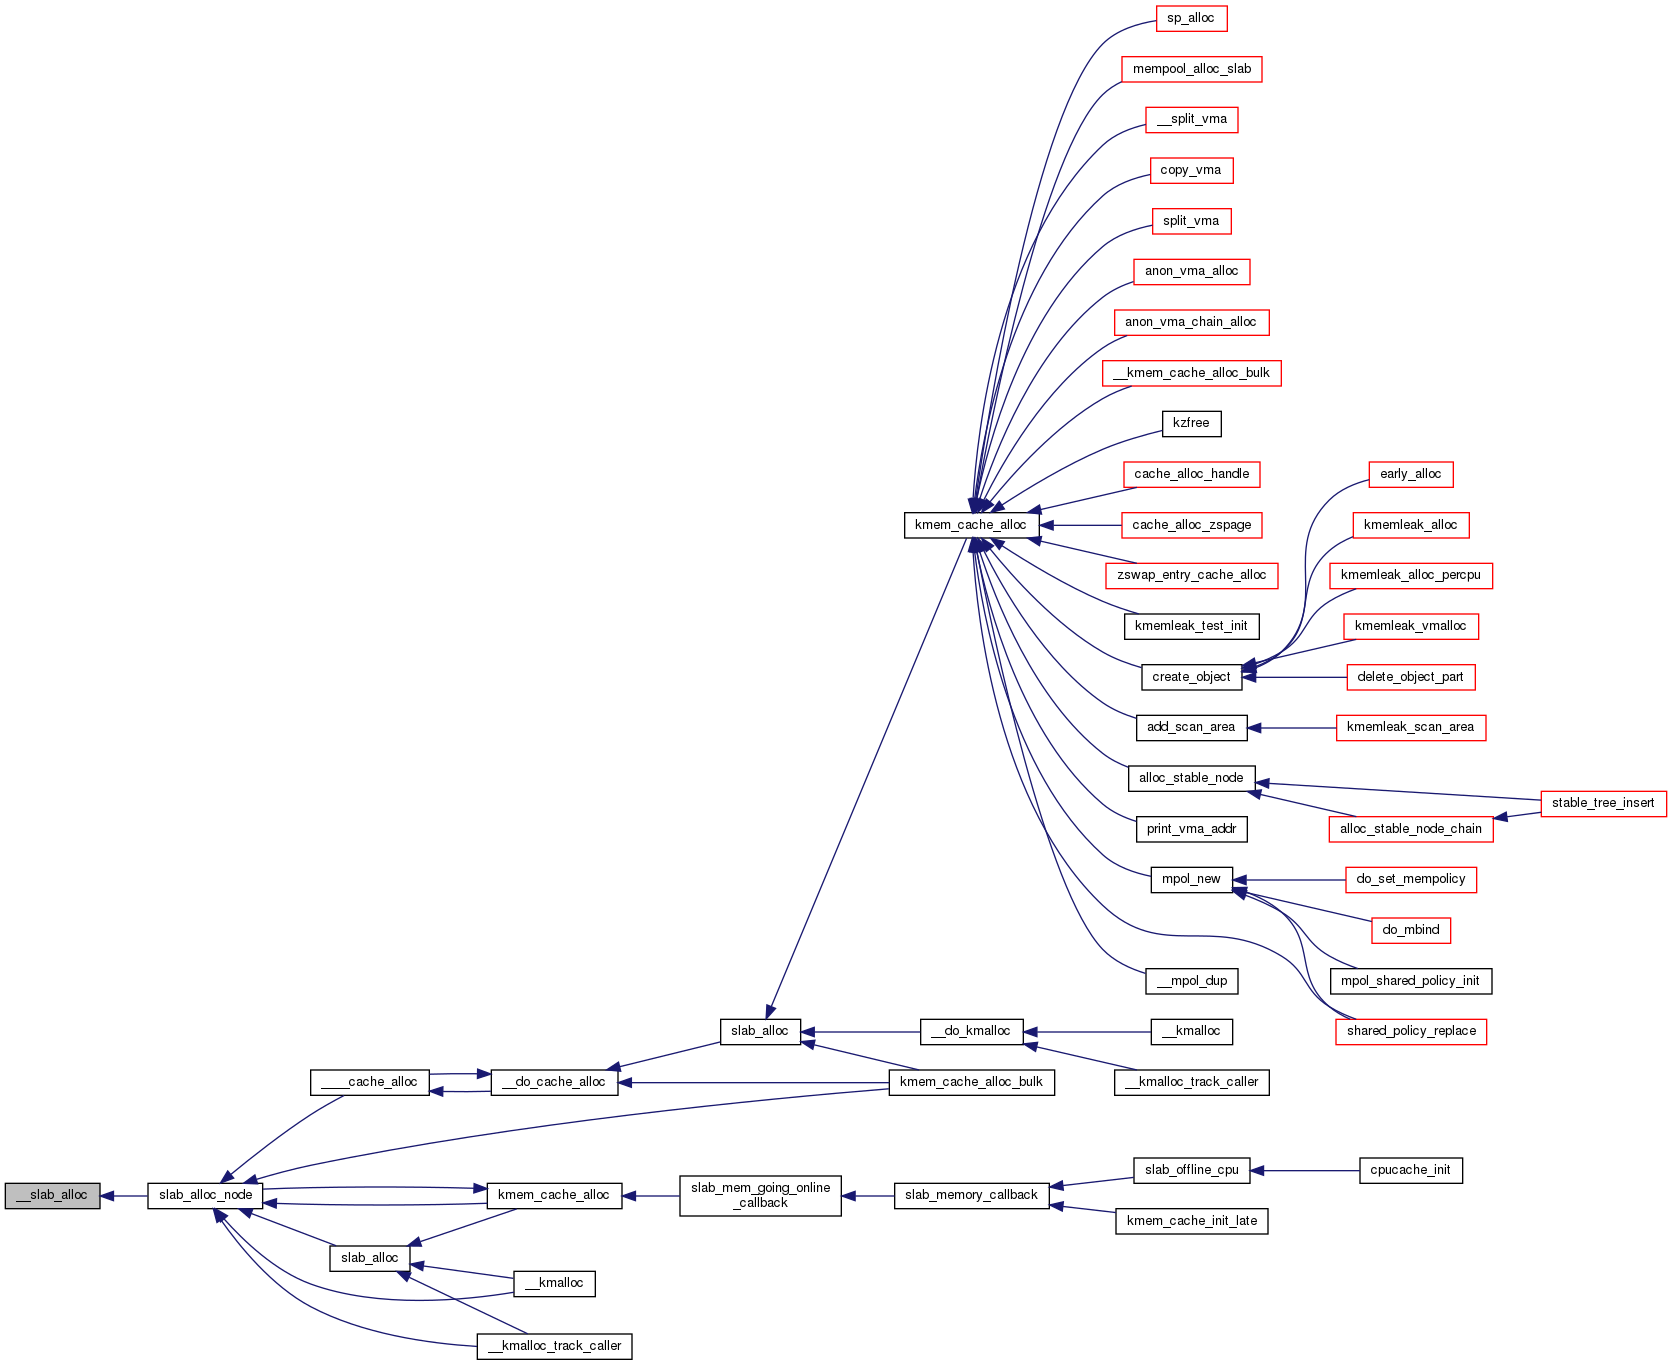 sp_alloc
mempool_alloc_slab
__split_vma
copy_vma
split_vma
anon_vma_alloc
anon_vma_chain_alloc
__kmem_cache_alloc_bulk
kzfree
cache_alloc_handle
early_alloc
kmem_cache_alloc
cache_alloc_zspage
kmemleak_alloc
zswap_entry_cache_alloc
kmemleak_alloc_percpu
kmemleak_test_init
kmemleak_vmalloc
create_object
delete_object_part
add_scan_area
kmemleak_scan_area
alloc_stable_node
stable_tree_insert
print_vma_addr
alloc_stable_node_chain
mpol_new
do_set_mempolicy
do_mbind
__mpol_dup
mpol_shared_policy_init
slab_alloc
__do_kmalloc
__kmalloc
shared_policy_replace
____cache_alloc
__do_cache_alloc
kmem_cache_alloc_bulk
__kmalloc_track_caller
slab_offline_cpu
cpucache_init
__slab_alloc
slab_alloc_node
kmem_cache_alloc
slab_mem_going_online
_callback
slab_memory_callback
kmem_cache_init_late
slab_alloc
__kmalloc
__kmalloc_track_caller